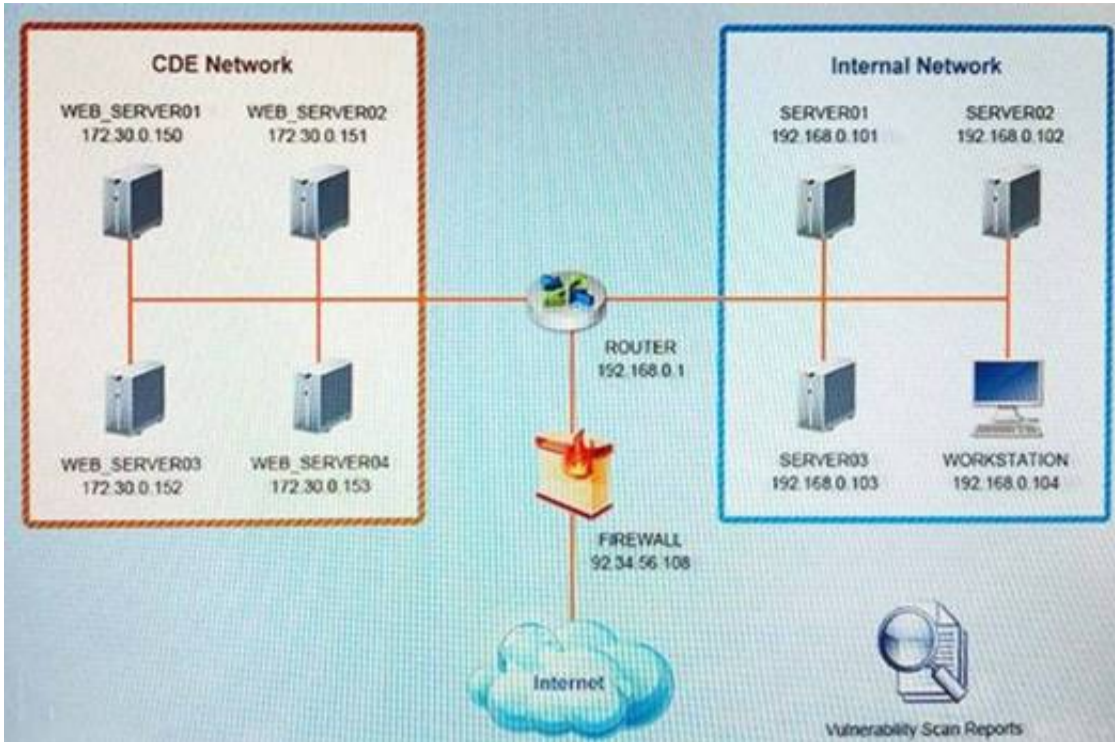 CDE Network
WEB_SERVER01
172.30.0.150
WEB_SERVER02
172.30.0.151
WEB_SERVER03
172.30.0.152
WEB_SERVER04
172.30.0.153
Internal Network
SERVER01
192.168.0.101
SERVER02
192.168.0.102
SERVER03
192.168.0.103
WORKSTATION
192.168.0.104
ROUTER
192.168.0.1
FIREWALL
92.34.56.108
Internet
Vulnerability Scan Reports